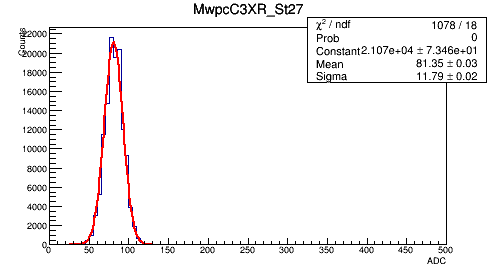 MwpcC3XR_St27
χ² / ndf 1078 / 18
Prob 0
Constant 2.107e+04 ± 7.346e+01
Mean 81.35 ± 0.03
Sigma 11.79 ± 0.02
Counts
22000
20000
18000
16000
14000
12000
10000
8000
6000
4000
2000
0
0 50 100 150 200 250 300 350 400 450 500
ADC